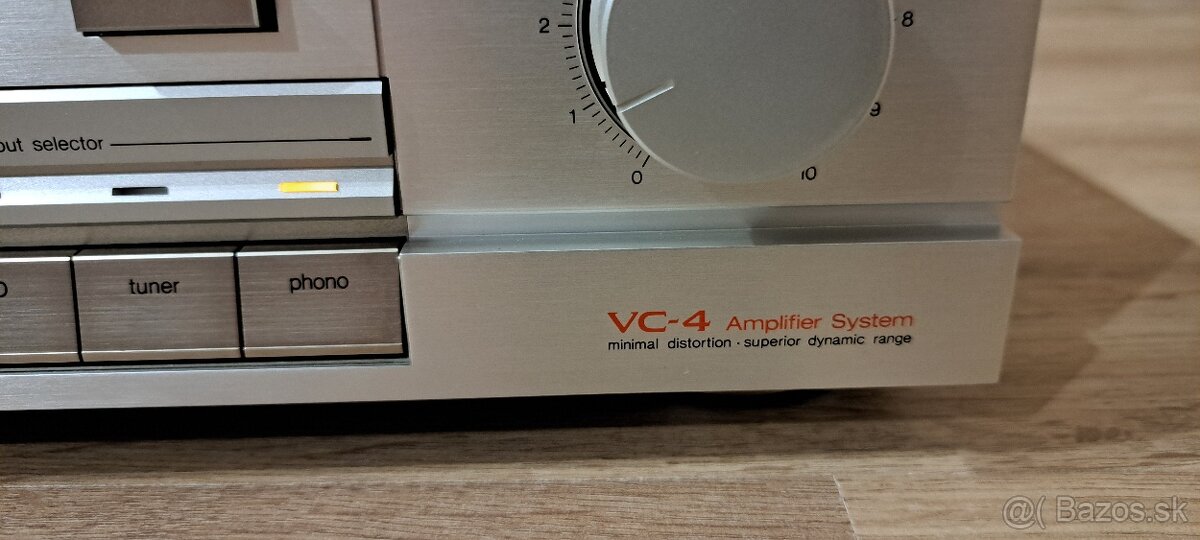 2
8
1
9
selector
0
10
tuner
phono
VC-4 Amplifier System
minimal distortion · superior dynamic range
@( Bazos.sk